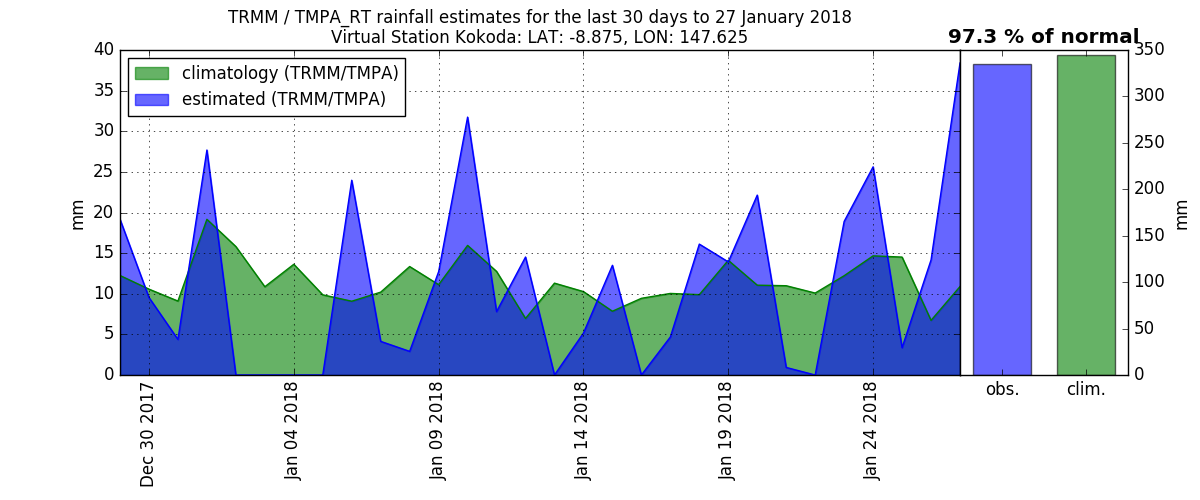 TRMM / TMPA_RT rainfall estimates for the last 30 days to 27 January 2018
Virtual Station Kokoda: LAT: -8.875, LON: 147.625
97.3 % of normal
climatology (TRMM/TMPA)
estimated (TRMM/TMPA)
mm
40
35
30
25
20
15
10
5
0
Dec 30 2017
Jan 04 2018
Jan 09 2018
Jan 14 2018
Jan 19 2018
Jan 24 2018
obs.
clim.
350
300
250
200
150
100
50
0
mm